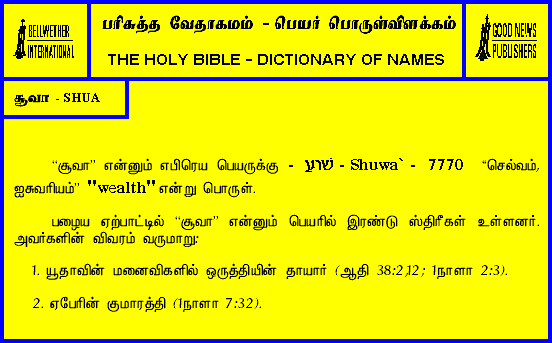 BELLWETHER
INTERNATIONAL
பரிசுத்த வேதாகமம் - பெயர் பொருள்விளக்கம்
THE HOLY BIBLE - DICTIONARY OF NAMES
GOOD NEWS
PUBLISHERS
சூவா - SHUA
“சூவா” என்னும் எபிரெய பெயருக்கு - שׁוּע - Shuwa` - 7770 “செல்வம்,
ஐசுவரியம்” "wealth" என்று பொருள்.
பழைய ஏற்பாட்டில் “சூவா” என்னும் பெயரில் இரண்டு ஸ்திரீகள் உள்ளனர்.
அவர்களின் விவரம் வருமாறு:
1. யூதாவின் மனைவிகளில் ஒருத்தியின் தாயார் (ஆதி 38:2,12; 1நாளா 2:3).
2. ஏபேரின் குமாரத்தி (1நாளா 7:32).